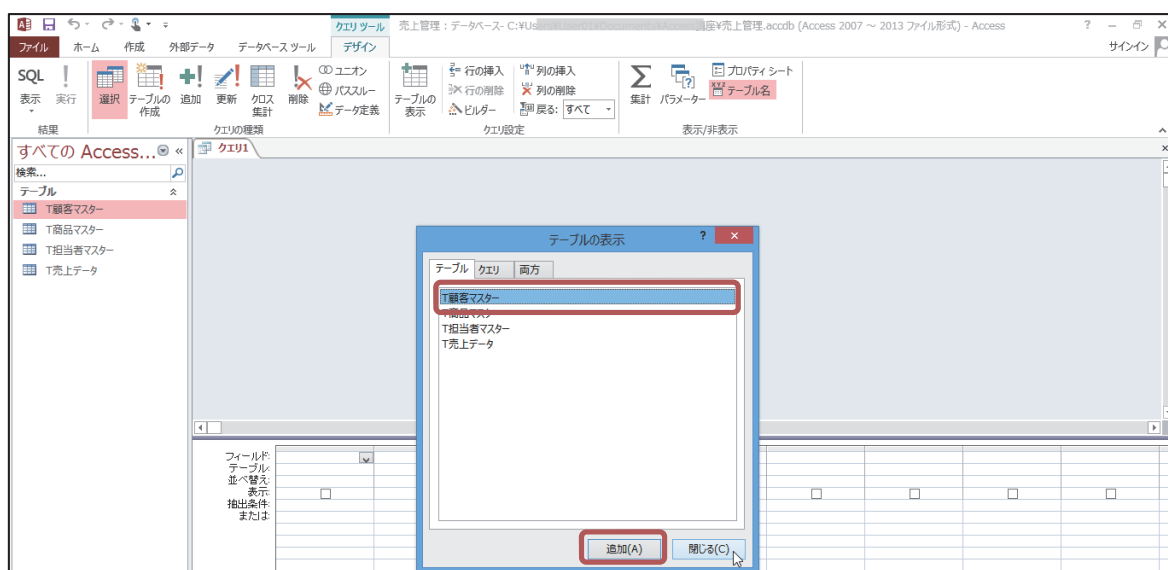 クエリ ツール 売上管理：データベース- C:¥Us 講座¥売上管理.accdb (Access 2007 ～ 2013 ファイル形式) - Access
ファイル ホーム 作成 外部データ データベース ツール デザイン サインイン
SQL 表示 実行 選択 テーブルの作成 追加 更新 クロス集計 削除
ユニオン
パススルー
データ定義
テーブルの表示
行の挿入 列の挿入
行の削除 列の削除
ビルダー 戻る: すべて
集計 パラメーター
プロパティ シート
テーブル名
結果 クエリの種類 クエリ設定 表示/非表示
すべての Access... «
検索...
テーブル
T顧客マスター
T商品マスター
T担当者マスター
T売上データ
クエリ1
テーブルの表示
テーブル クエリ 両方
T顧客マスター
T商品マスター
T担当者マスター
T売上データ
追加(A) 閉じる(C)
フィールド:
テーブル:
並べ替え:
表示:
抽出条件:
または: